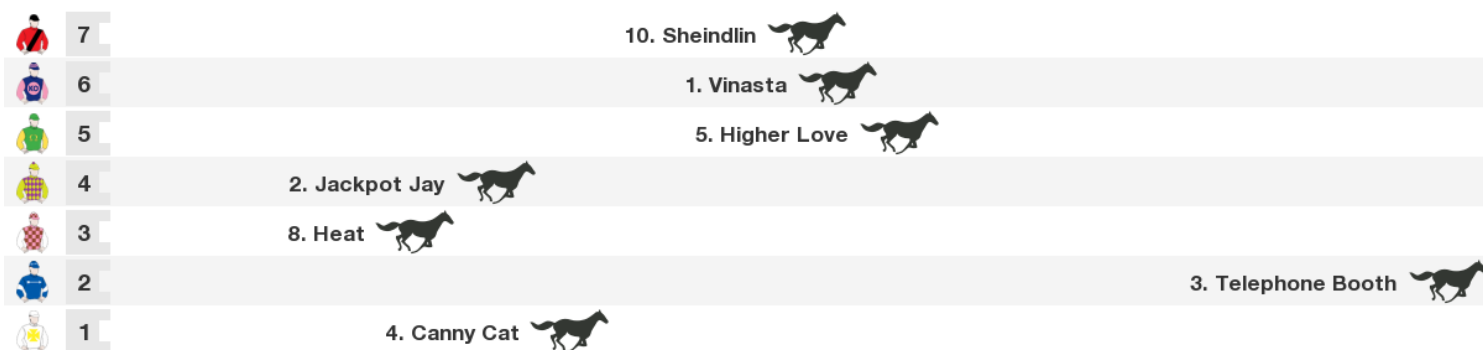 7 10. Sheindlin
6 1. Vinasta
5 5. Higher Love
4 2. Jackpot Jay
3 8. Heat
2 3. Telephone Booth
1 4. Canny Cat